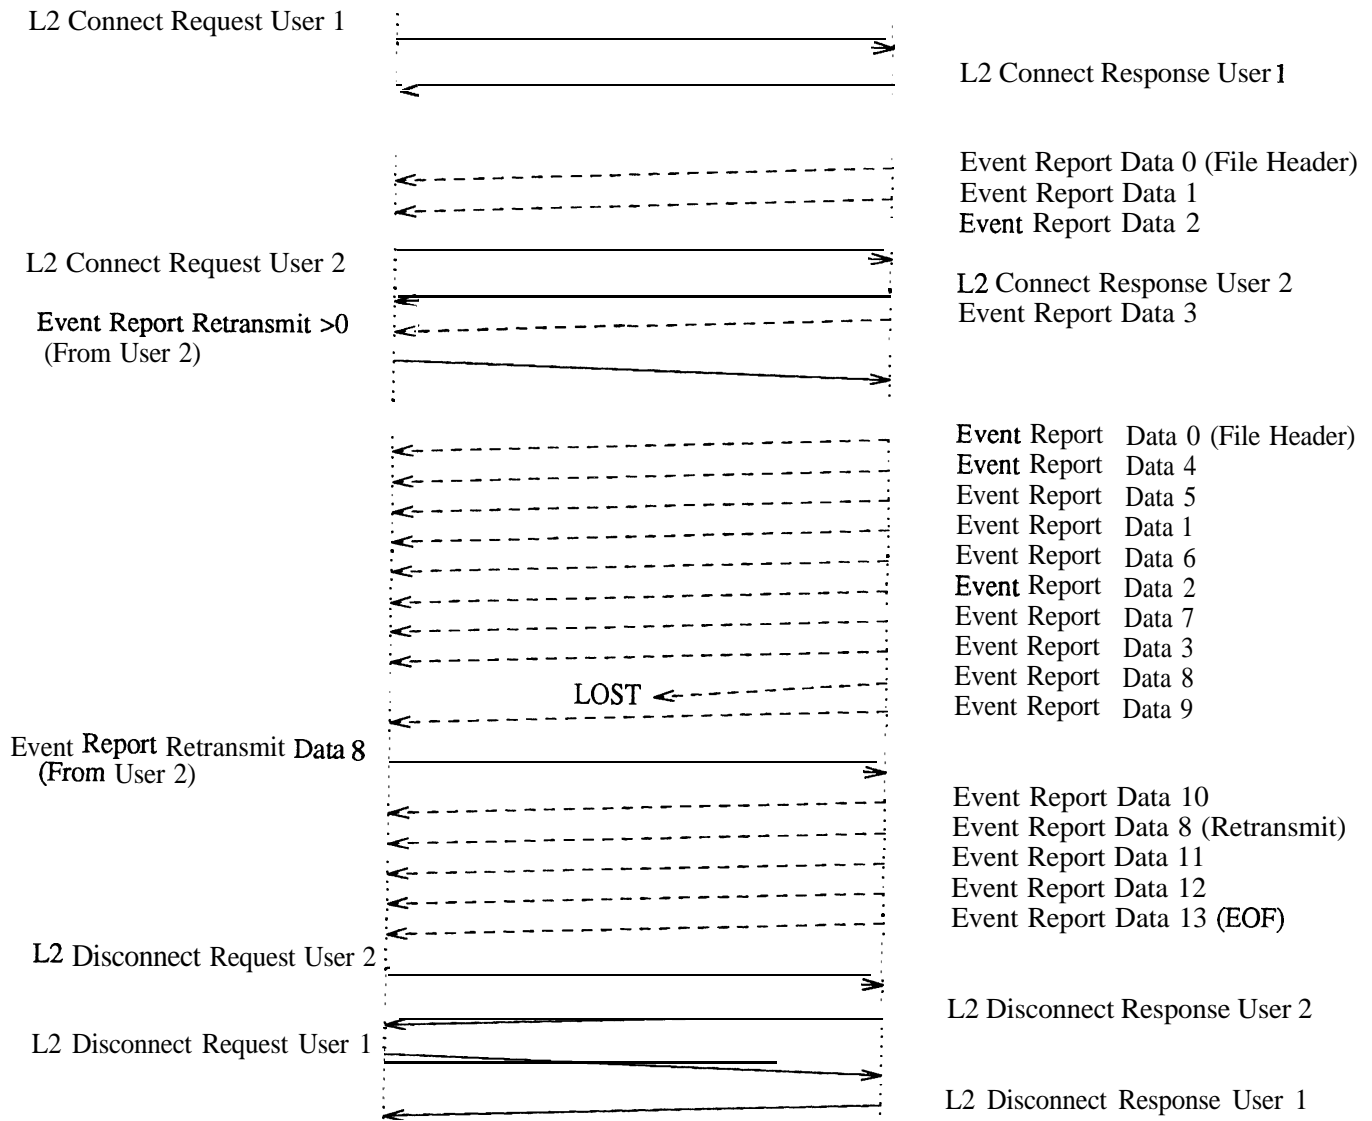 L2 Connect Request User 1
L2 Connect Response User 1
Event Report Data 0 (File Header)
Event Report Data 1
Event Report Data 2
L2 Connect Request User 2
L2 Connect Response User 2
Event Report Data 3
Event Report Retransmit >0
(From User 2)
Event Report Data 0 (File Header)
Event Report Data 4
Event Report Data 5
Event Report Data 1
Event Report Data 6
Event Report Data 2
Event Report Data 7
Event Report Data 3
Event Report Data 8
LOST
Event Report Data 9
Event Report Retransmit Data 8
(From User 2)
Event Report Data 10
Event Report Data 8 (Retransmit)
Event Report Data 11
Event Report Data 12
Event Report Data 13 (EOF)
L2 Disconnect Request User 2
L2 Disconnect Response User 2
L2 Disconnect Request User 1
L2 Disconnect Response User 1